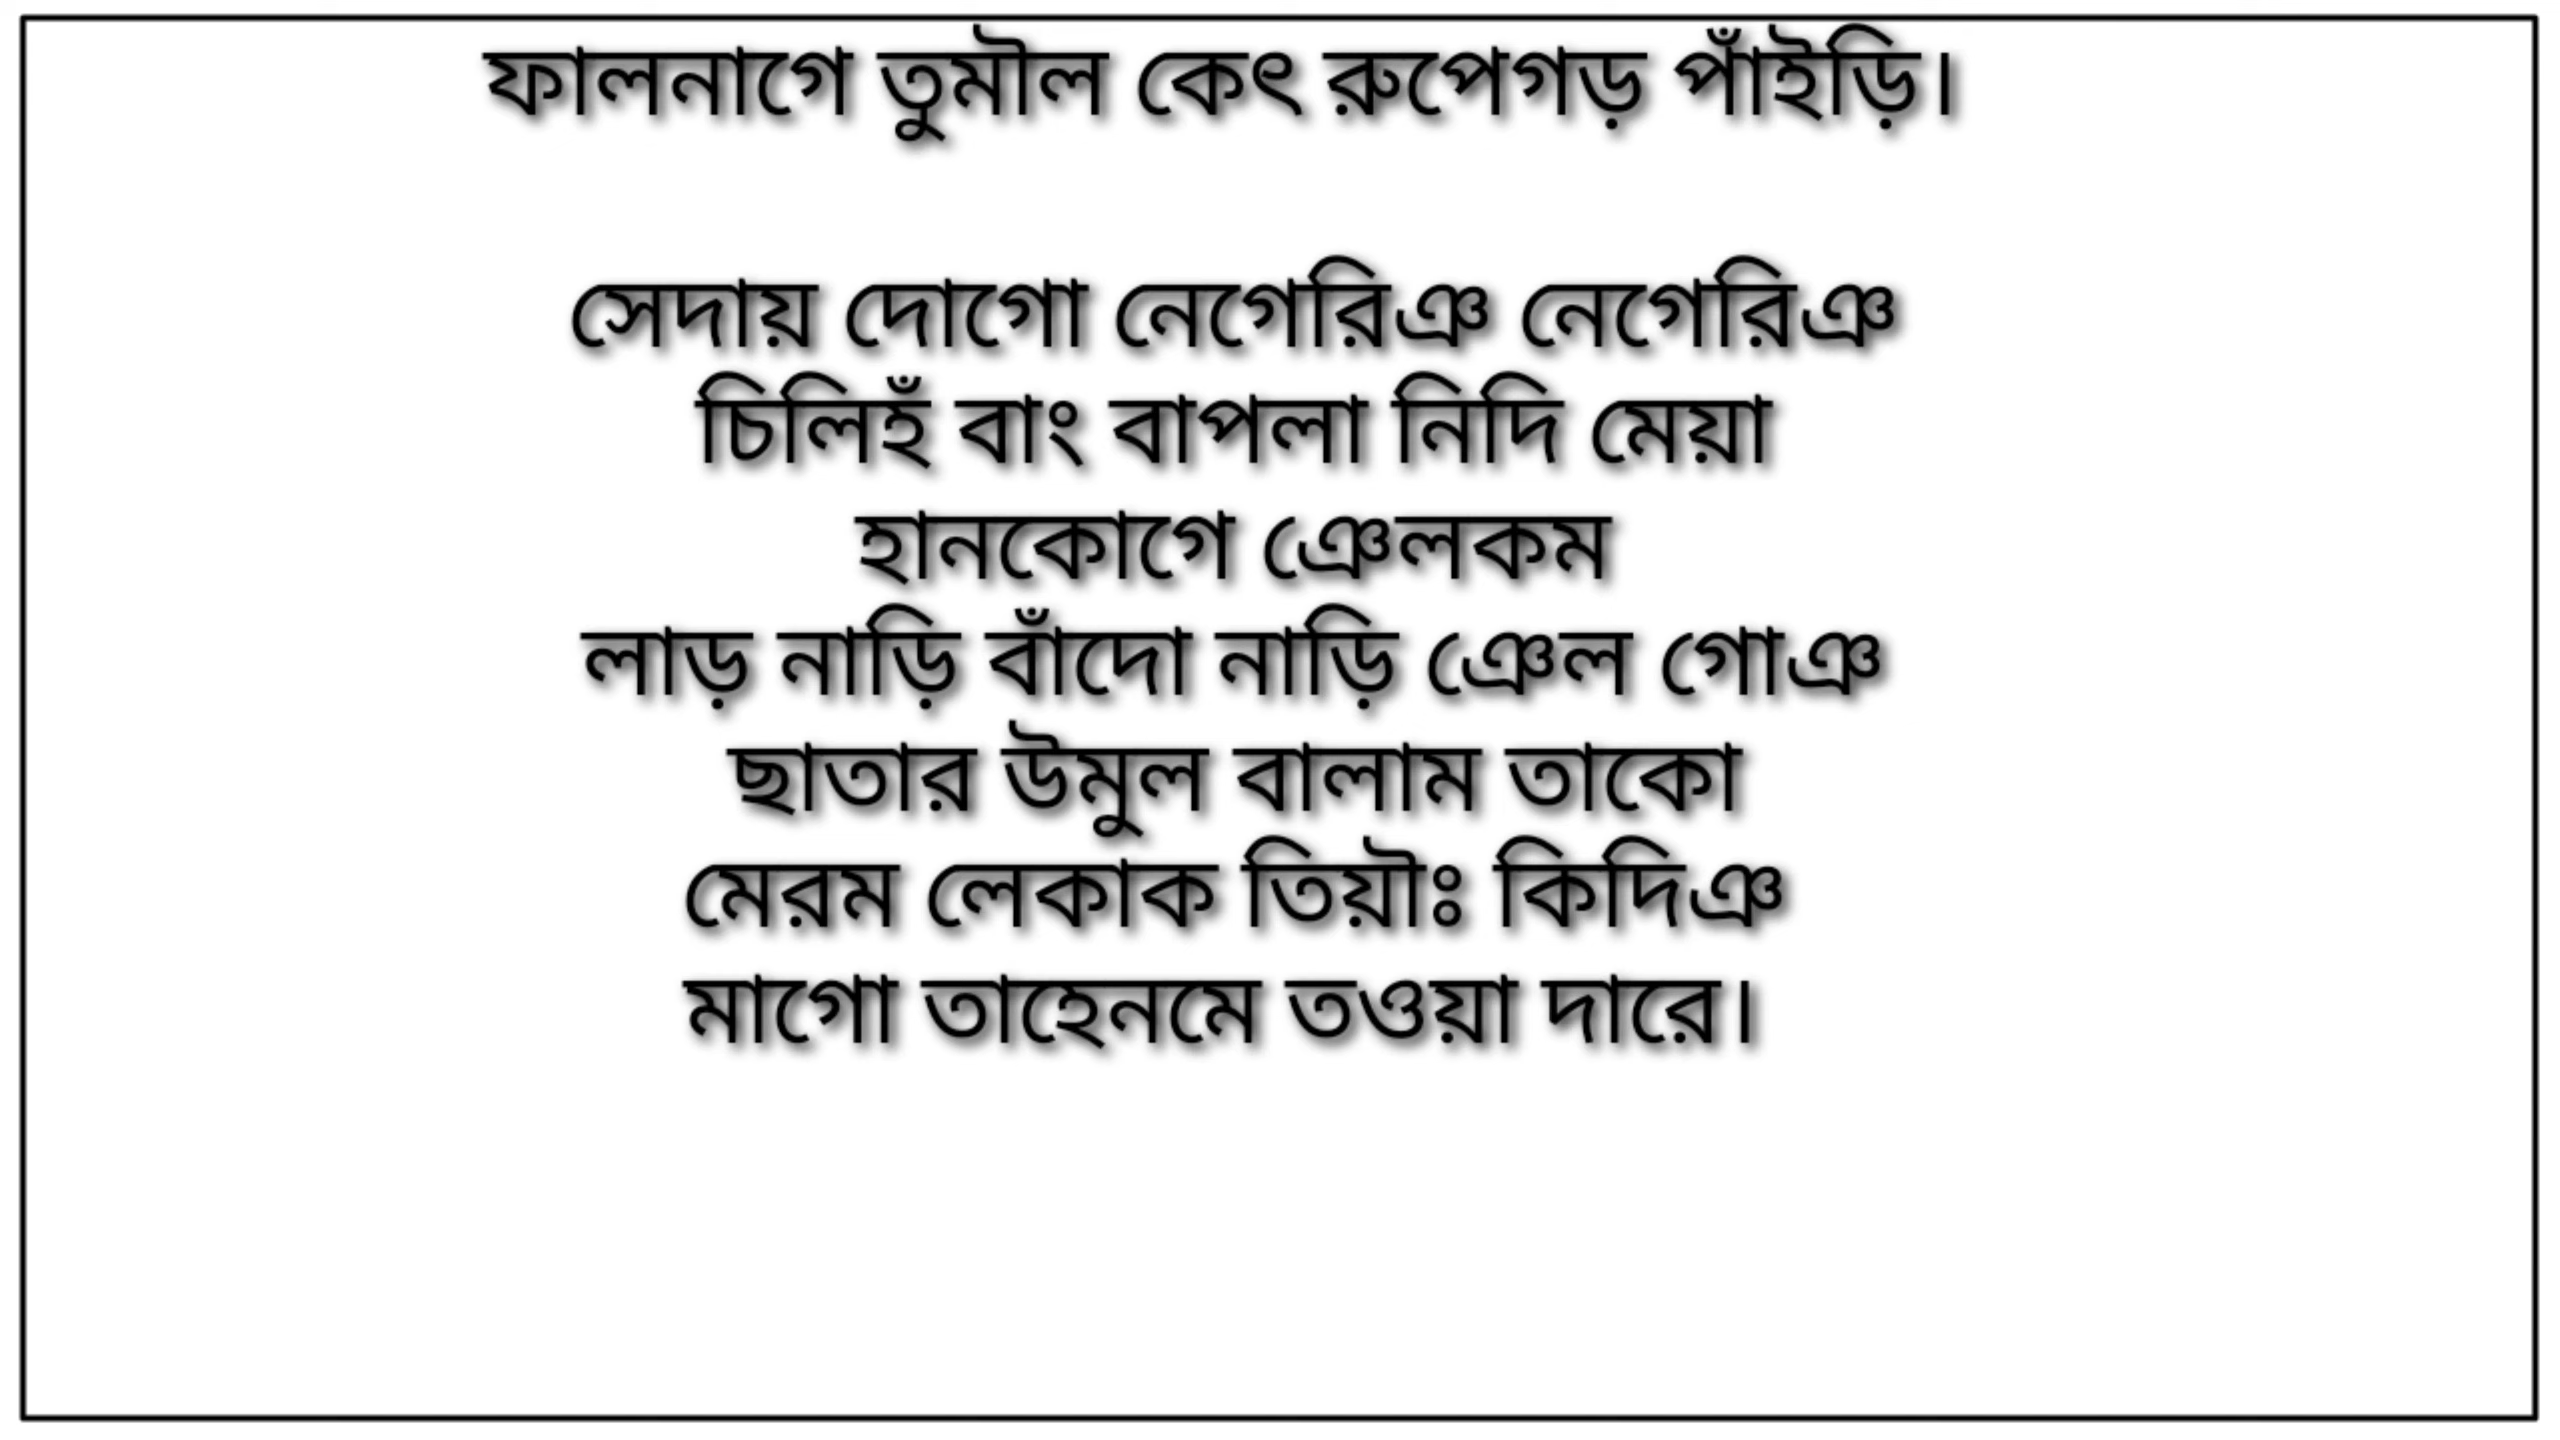 ফালনাগে তুমীল কেৎ রুপেগড় পাঁইড়ি।
সেদায় দোগো নেগেরিঞ নেগেরিঞ
চিলিহঁ বাং বাপলা নিদি মেয়া
হানকোগে ঞেলকম
লাড় নাড়ি বাঁদো নাড়ি ঞেল গোঞ
ছাতার উমুল বালাম তাকো
মেরম লেকাক তিয়ীঃ কিদিঞ
মাগো তাহেনমে তওয়া দারে।